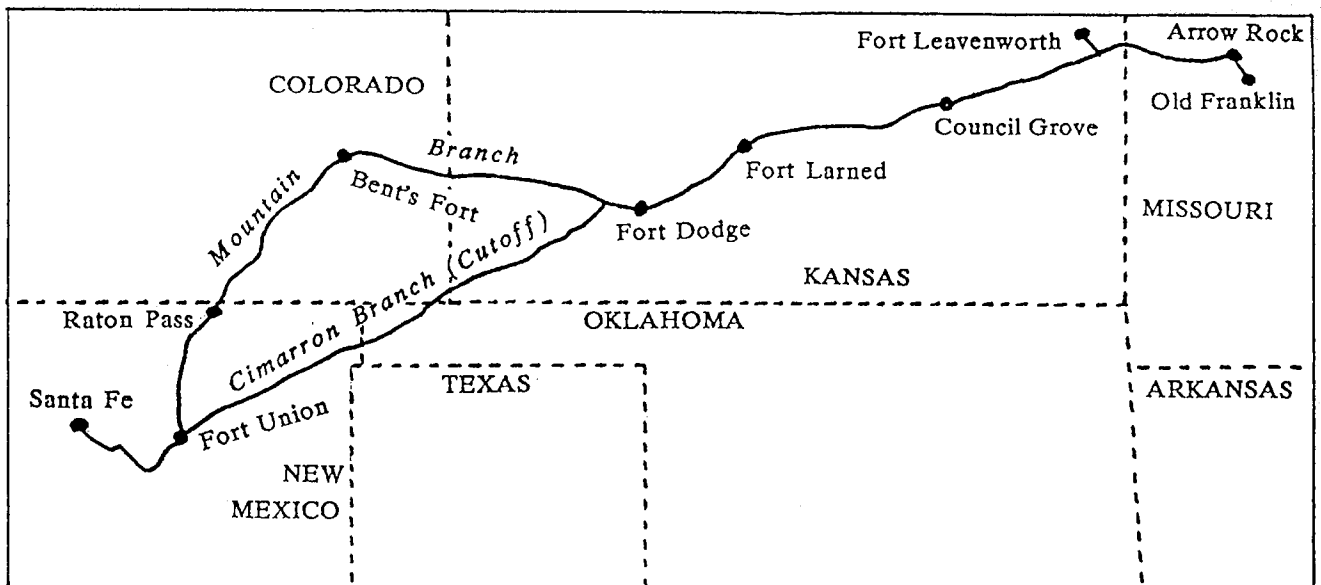 Arrow Rock
Fort Leavenworth
COLORADO
Old Franklin
Council Grove
Branch
Fort Larned
Bent's Fort
Mountain
MISSOURI
Fort Dodge
Cimarron Branch (Cutoff)
KANSAS
Raton Pass
OKLAHOMA
TEXAS
ARKANSAS
Santa Fe
Fort Union
NEW
MEXICO